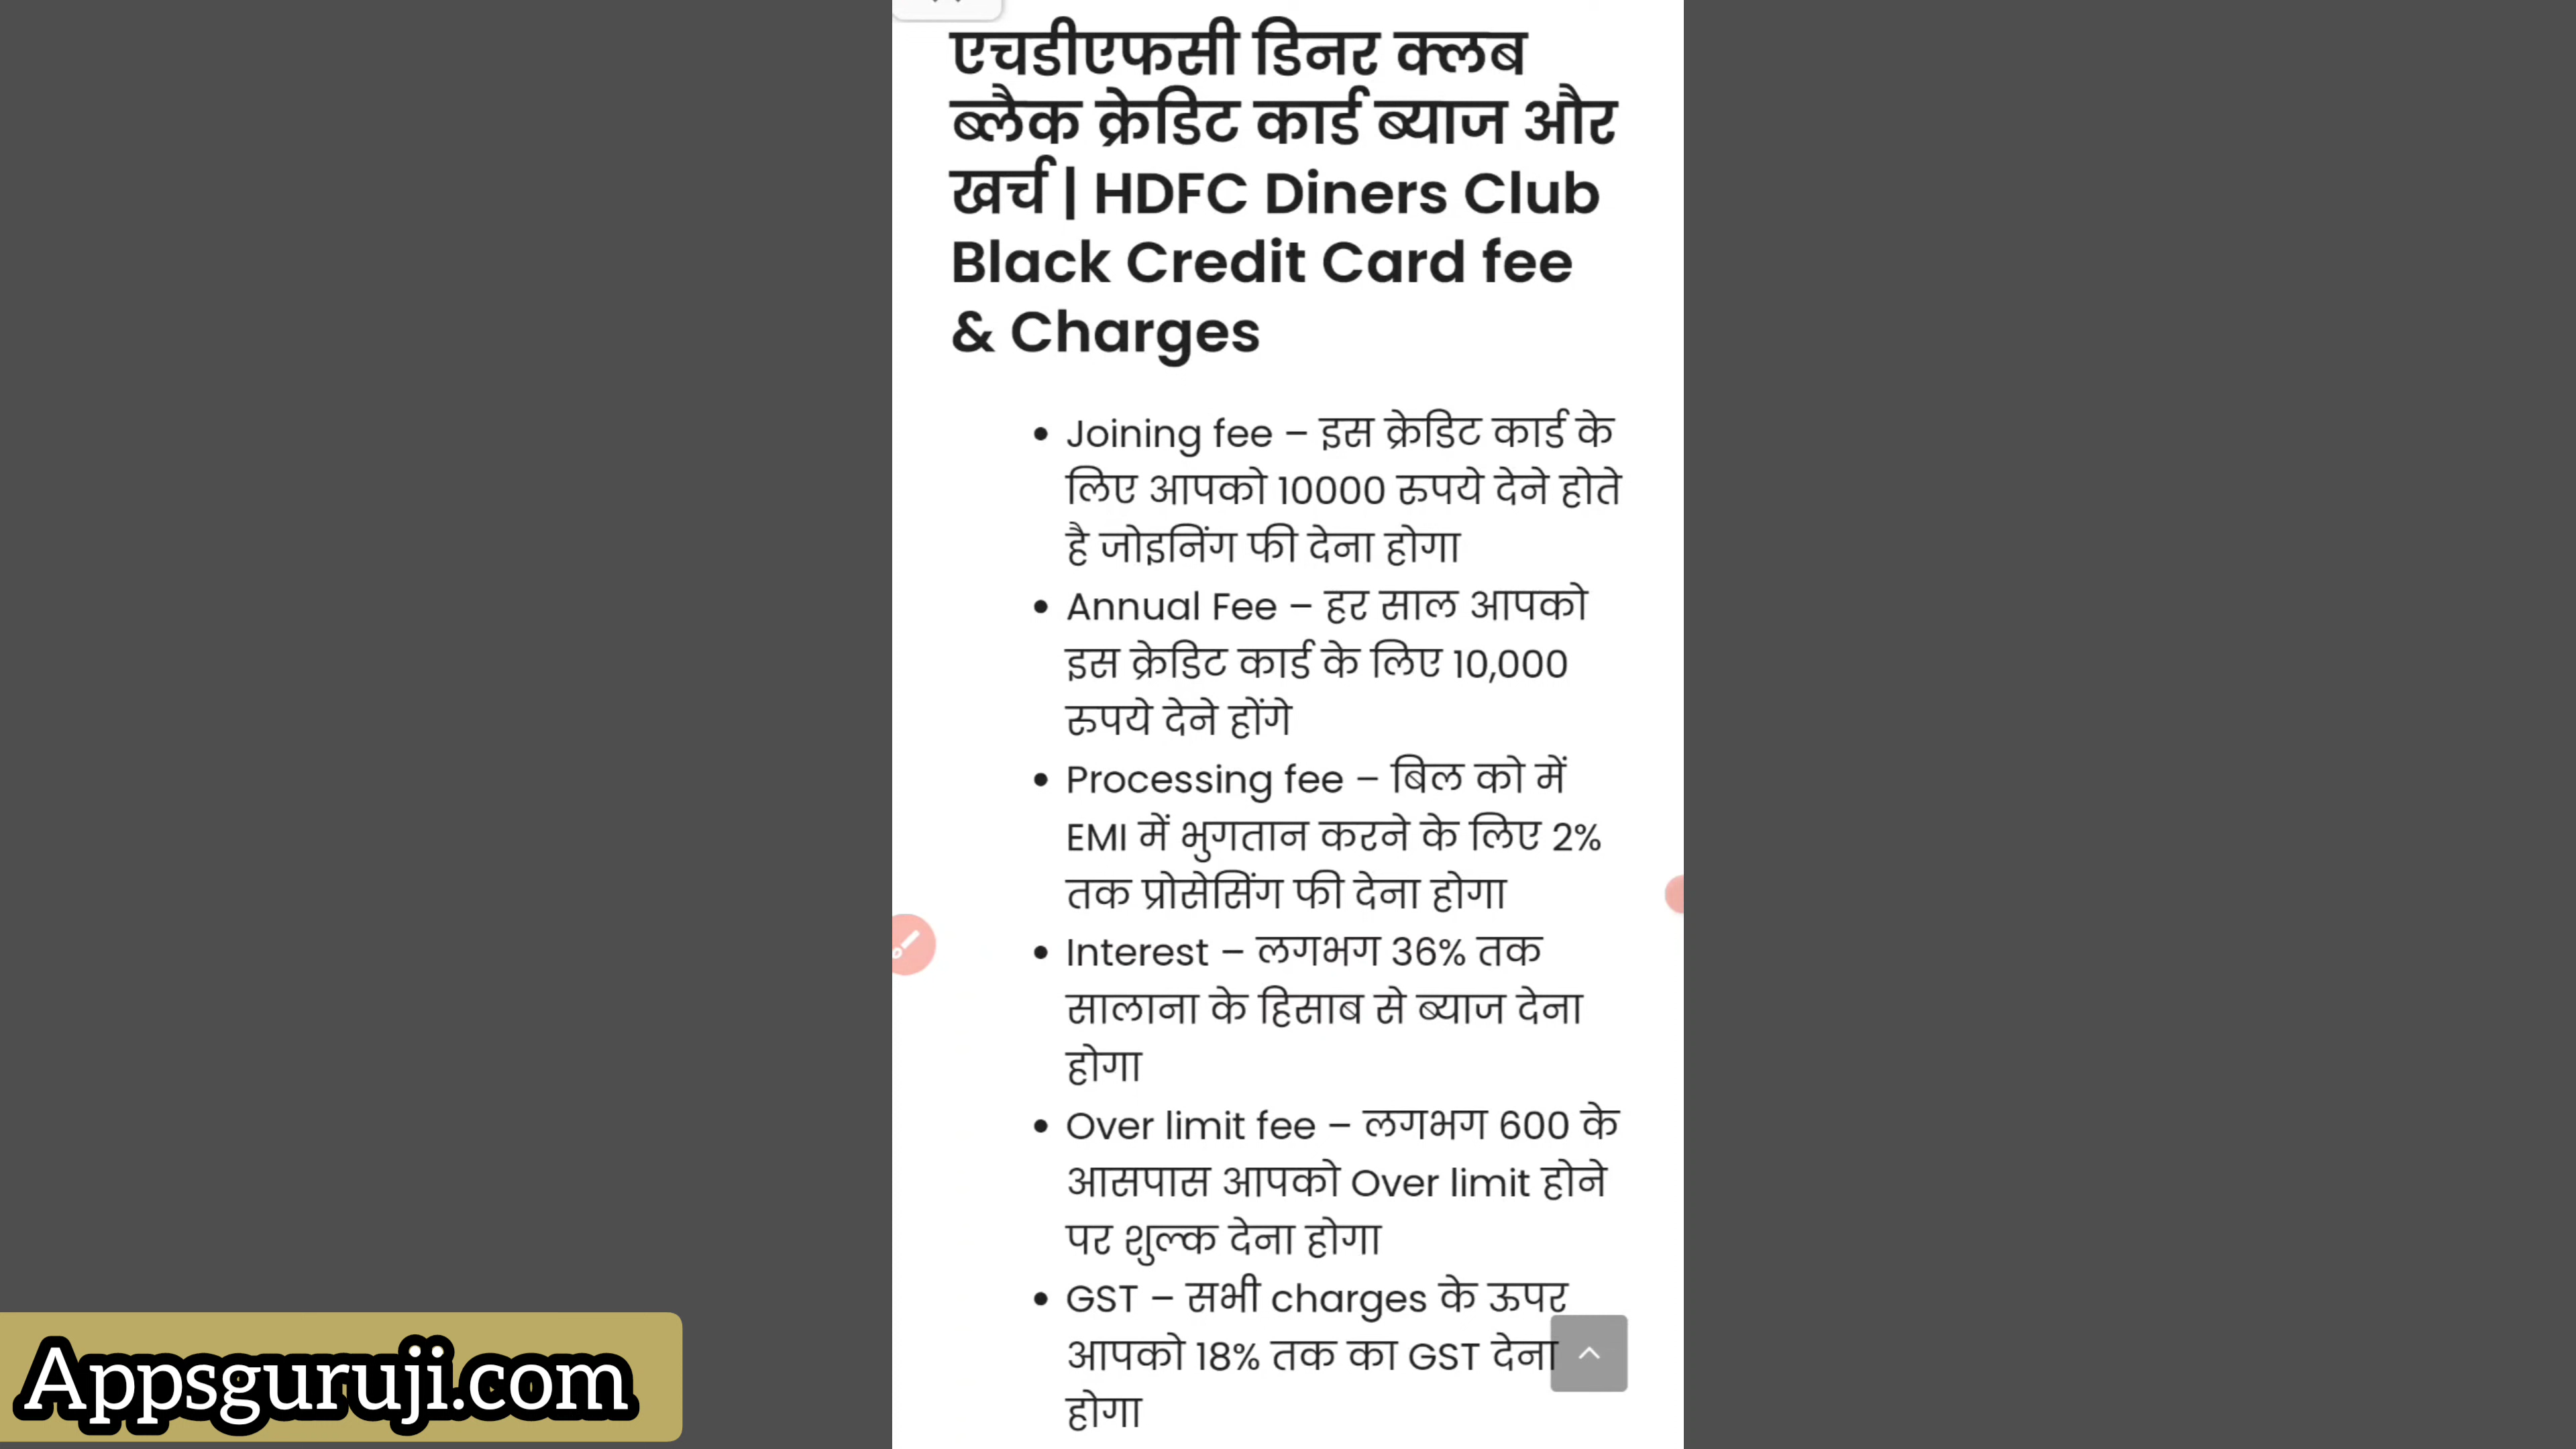 एचडीएफसी डिनर क्लब
ब्लैक क्रेडिट कार्ड ब्याज और
खर्च | HDFC Diners Club
Black Credit Card fee
& Charges
• Joining fee – इस क्रेडिट कार्ड के
लिए आपको 10000 रुपये देने होते
है जोइनिंग फी देना होगा
• Annual Fee – हर साल आपको
इस क्रेडिट कार्ड के लिए 10,000
रुपये देने होंगे
• Processing fee – बिल को में
EMI में भुगतान करने के लिए 2%
तक प्रोसेसिंग फी देना होगा
• Interest – लगभग 36% तक
सालाना के हिसाब से ब्याज देना
होगा
• Over limit fee – लगभग 600 के
आसपास आपको Over limit होने
पर शुल्क देना होगा
• GST – सभी charges के ऊपर
आपको 18% तक का GST देना
होगा
Appsguruji.com